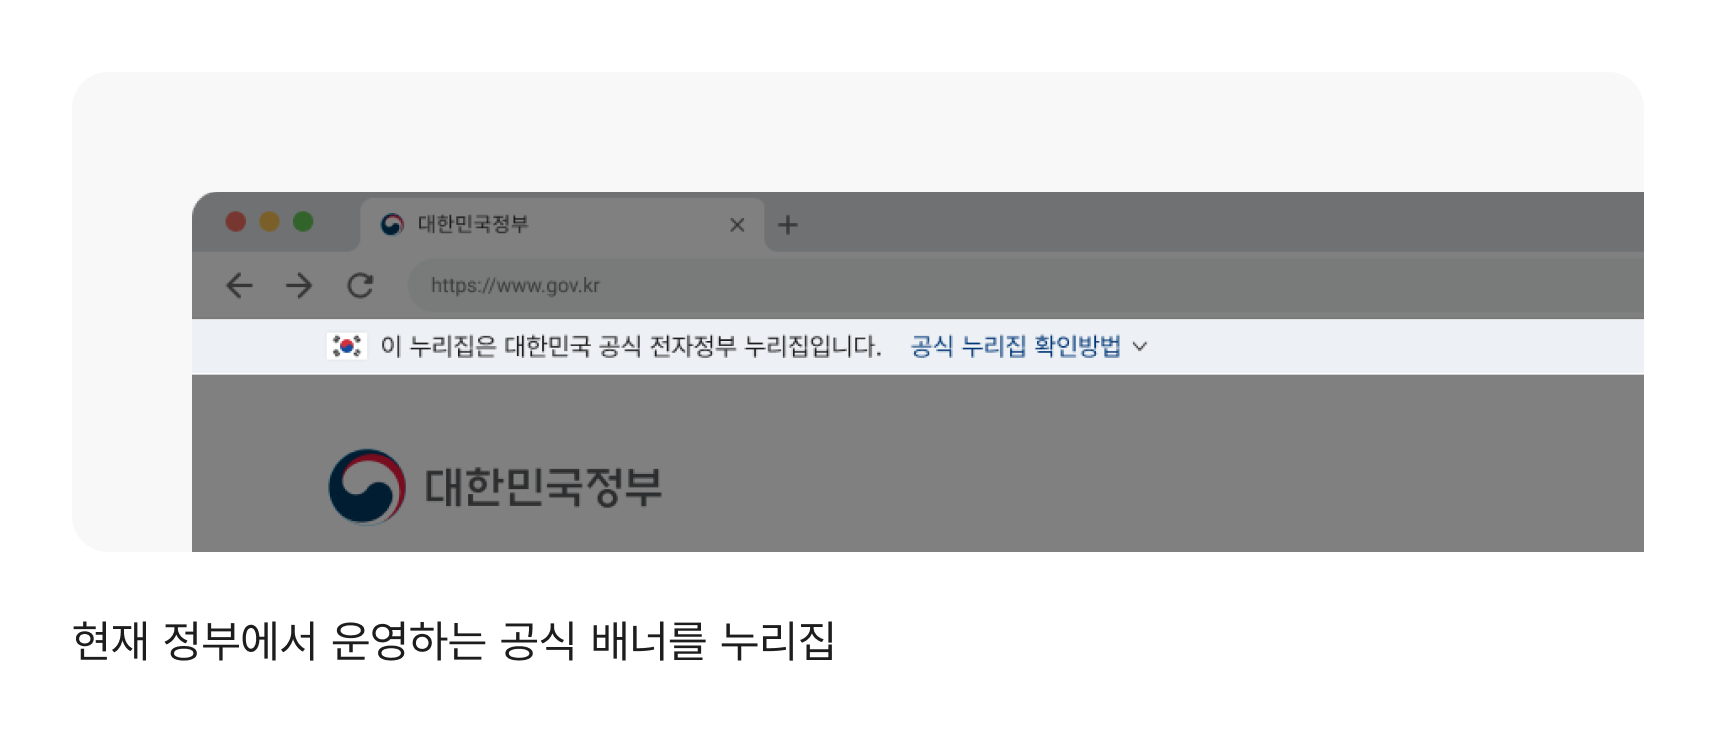 대한민국정부
https://www.gov.kr
이 누리집은 대한민국 공식 전자정부 누리집입니다. 공식 누리집 확인방법
대한민국정부
현재 정부에서 운영하는 공식 배너를 누리집